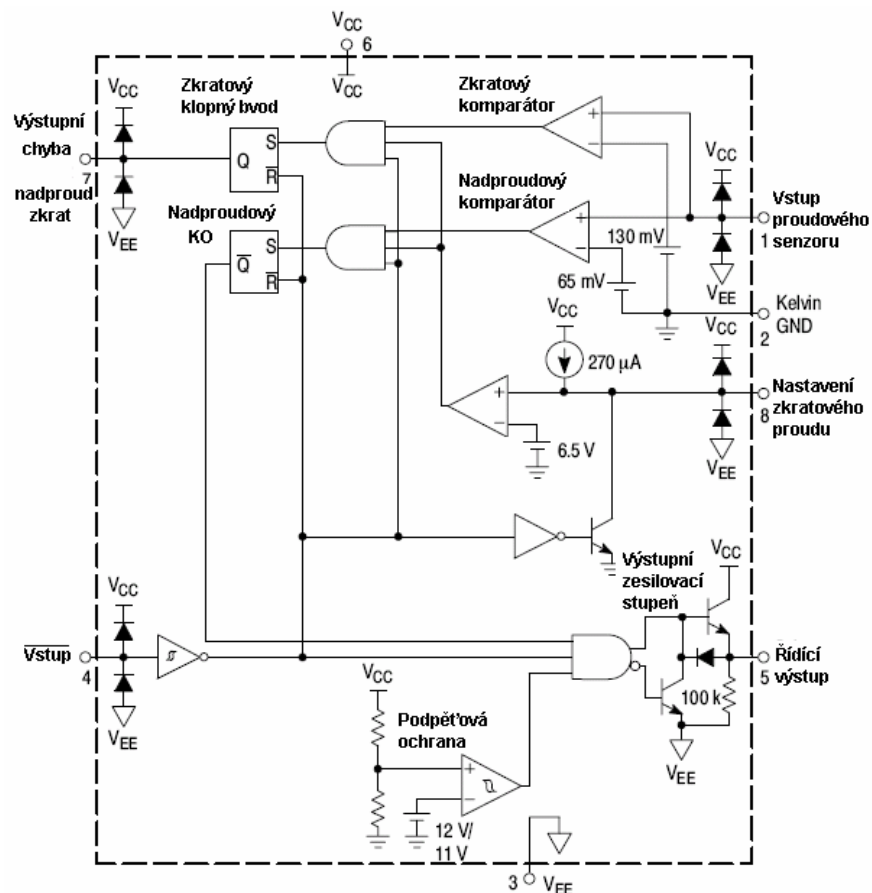 VCC
6
VCC
VCC
Zkratový
klopný bvod
Zkratový
komparátor
Výstupní
chyba
7
nadproud
zkrat
Q
S
R
VCC
Nadproudový
KO
Nadproudový
komparátor
Vstup
proudového
senzoru
1
VEE
Q
S
R
+
−
+
−
130 mV
65 mV
VEE
Kelvin
GND
2
VCC
270 µA
VCC
Nastavení
zkratového
proudu
8
+
−
6.5 V
VEE
Výstupní
zesilovací
stupeň
VCC
VCC
Vstup
4
Řídící
výstup
5
100 k
VEE
VCC
Podpěťová
ochrana
VEE
+
−
12 V/
11 V
3
VEE